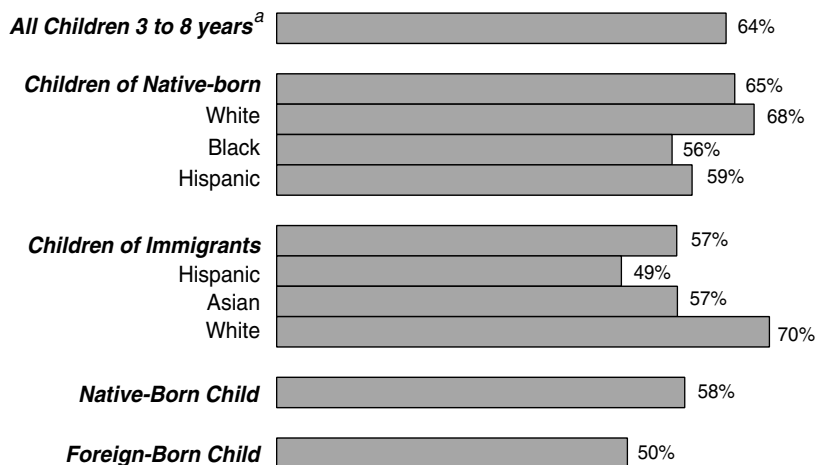 All Children 3 to 8 years^a 64%
Children of Native-born 65%
White 68%
Black 56%
Hispanic 59%
Children of Immigrants 57%
Hispanic 49%
Asian 57%
White 70%
Native-Born Child 58%
Foreign-Born Child 50%